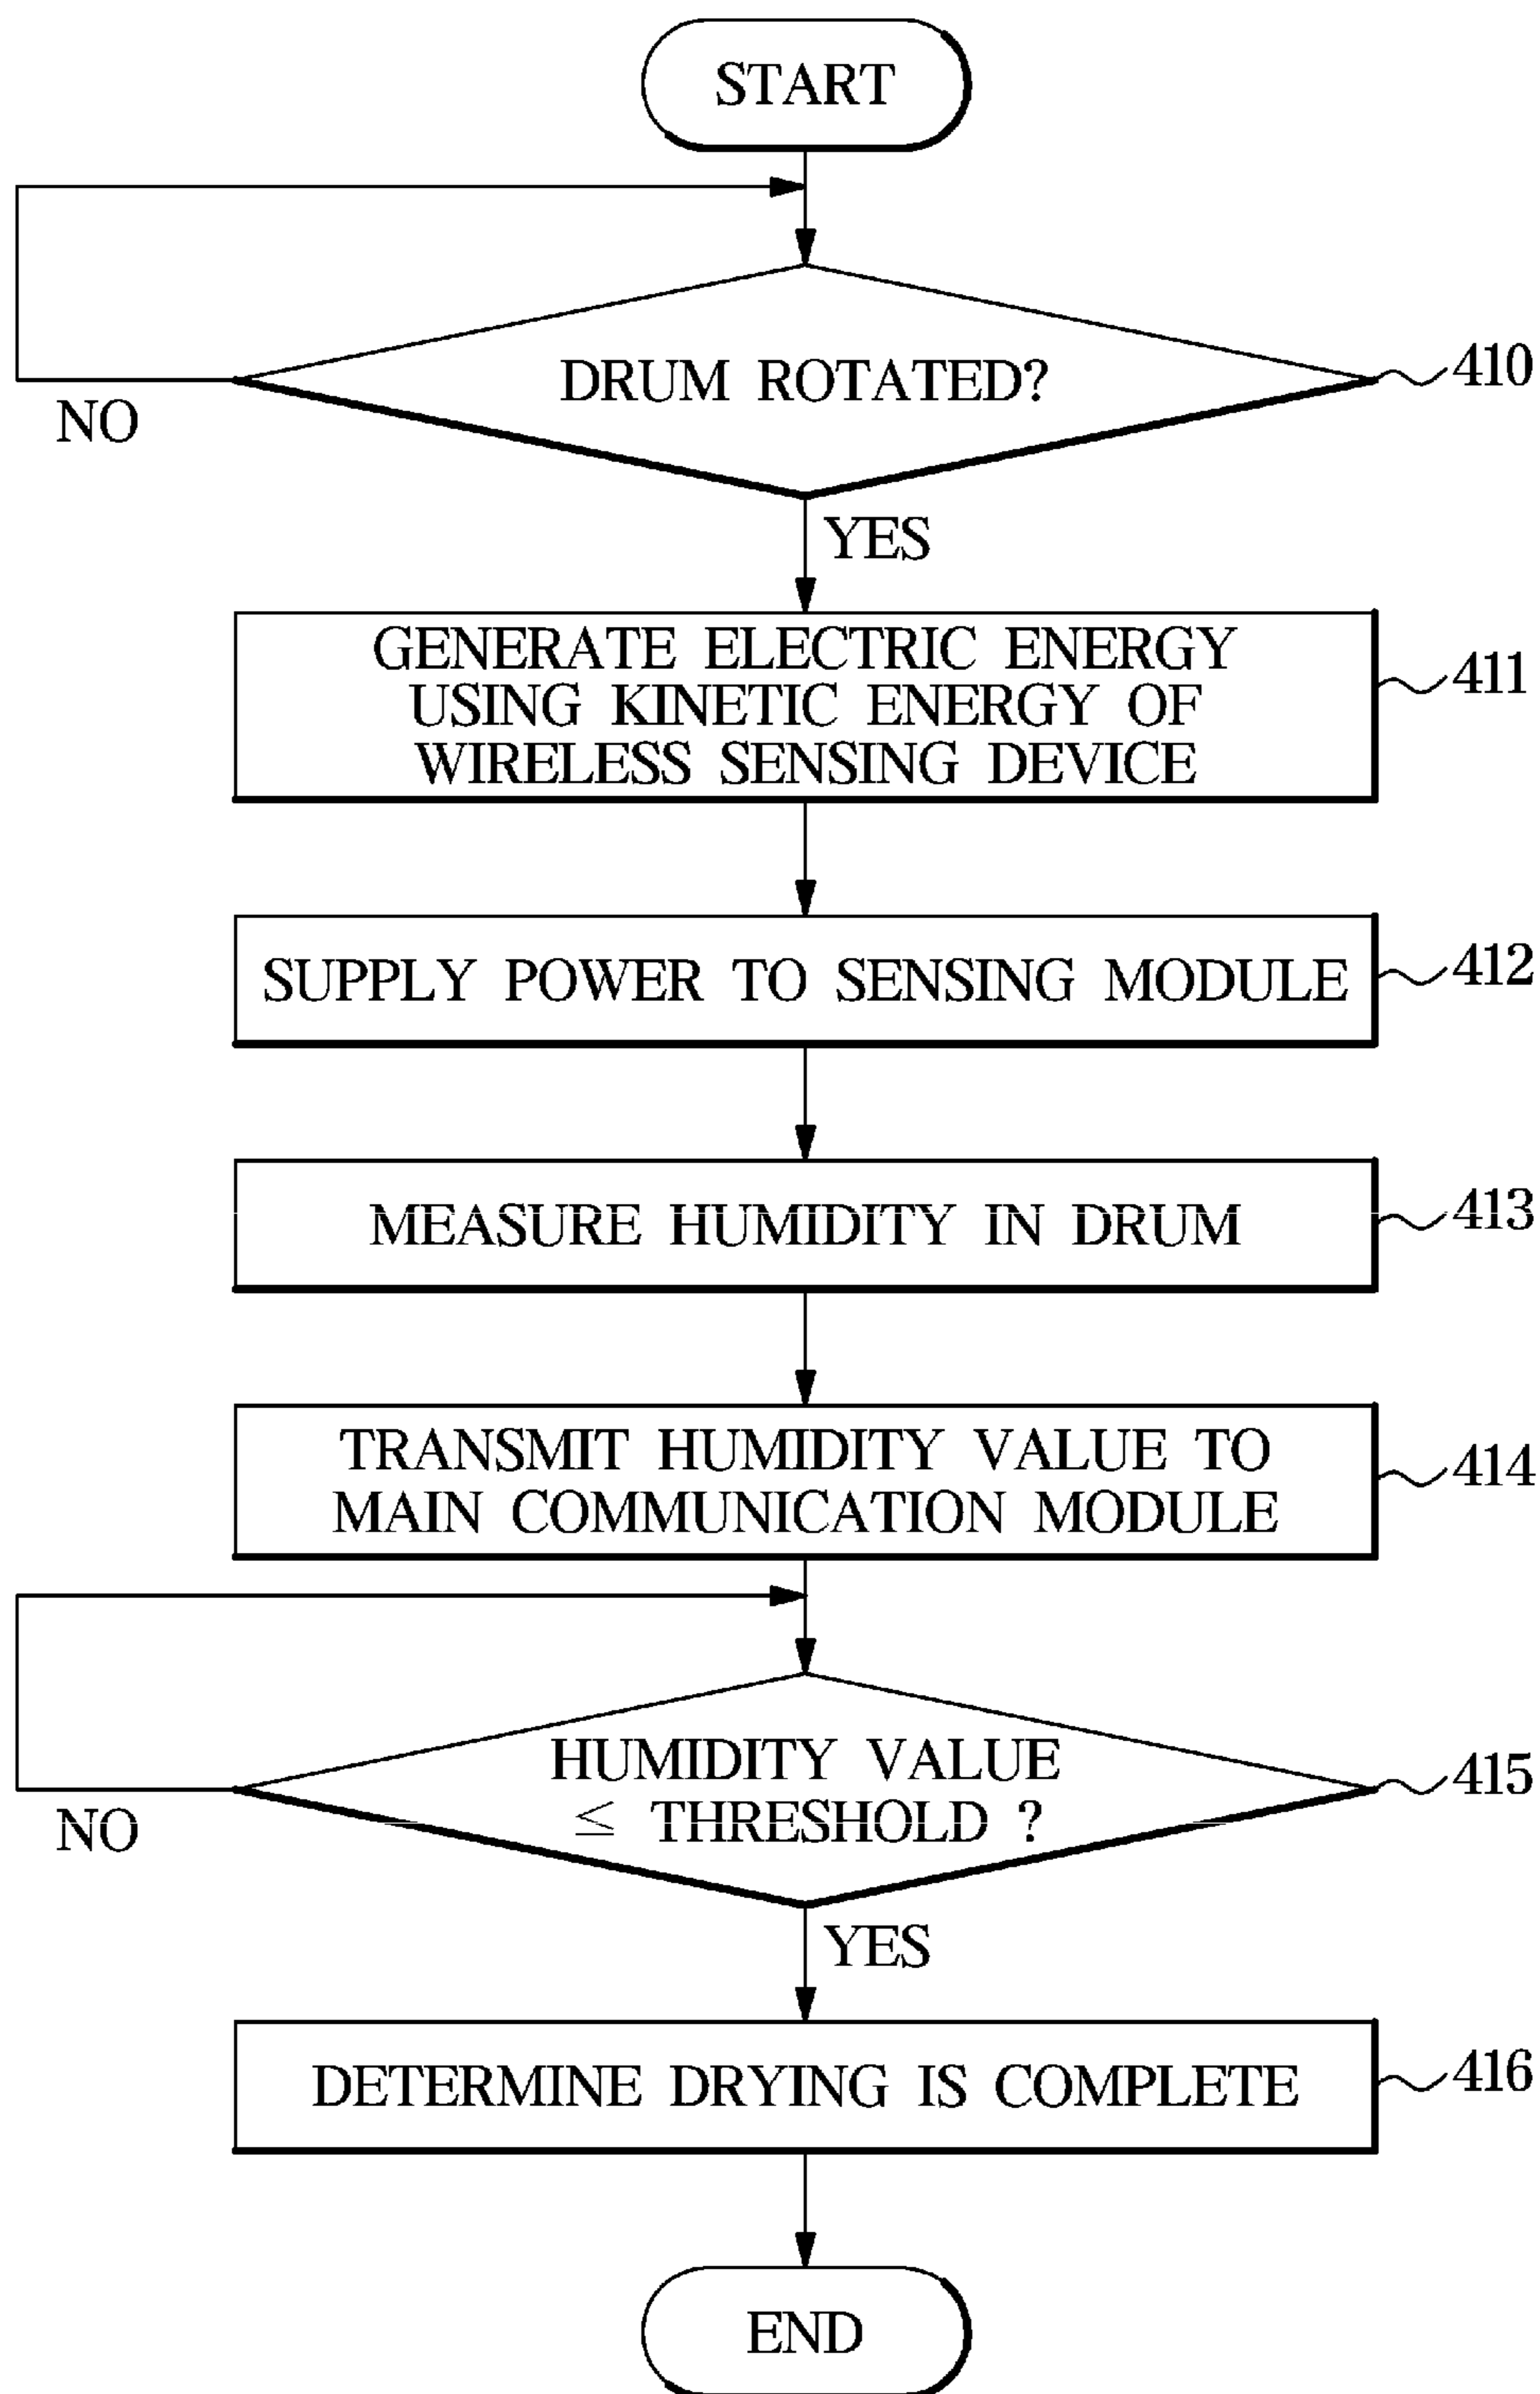 START
DRUM ROTATED?
410
NO
YES
GENERATE ELECTRIC ENERGY
USING KINETIC ENERGY OF
WIRELESS SENSING DEVICE
411
SUPPLY POWER TO SENSING MODULE
412
MEASURE HUMIDITY IN DRUM
413
TRANSMIT HUMIDITY VALUE TO
MAIN COMMUNICATION MODULE
414
HUMIDITY VALUE
≤ THRESHOLD ?
415
NO
YES
DETERMINE DRYING IS COMPLETE
416
END